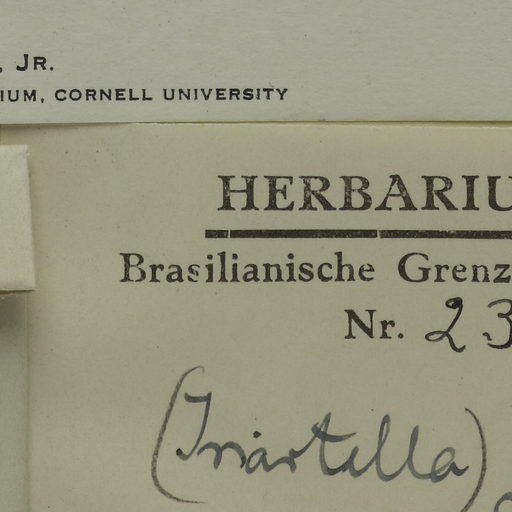 , JR.
IUM, CORNELL UNIVERSITY
HERBARIU
Brasilianische Grenz
Nr. 23
(Iriartella)